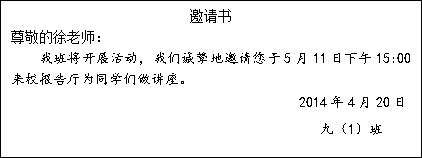 邀请书
尊敬的徐老师：
我班将开展活动，我们诚挚地邀请您于5月11日下午15:00
来校报告厅为同学们做讲座。
2014年4月20日
九（1）班